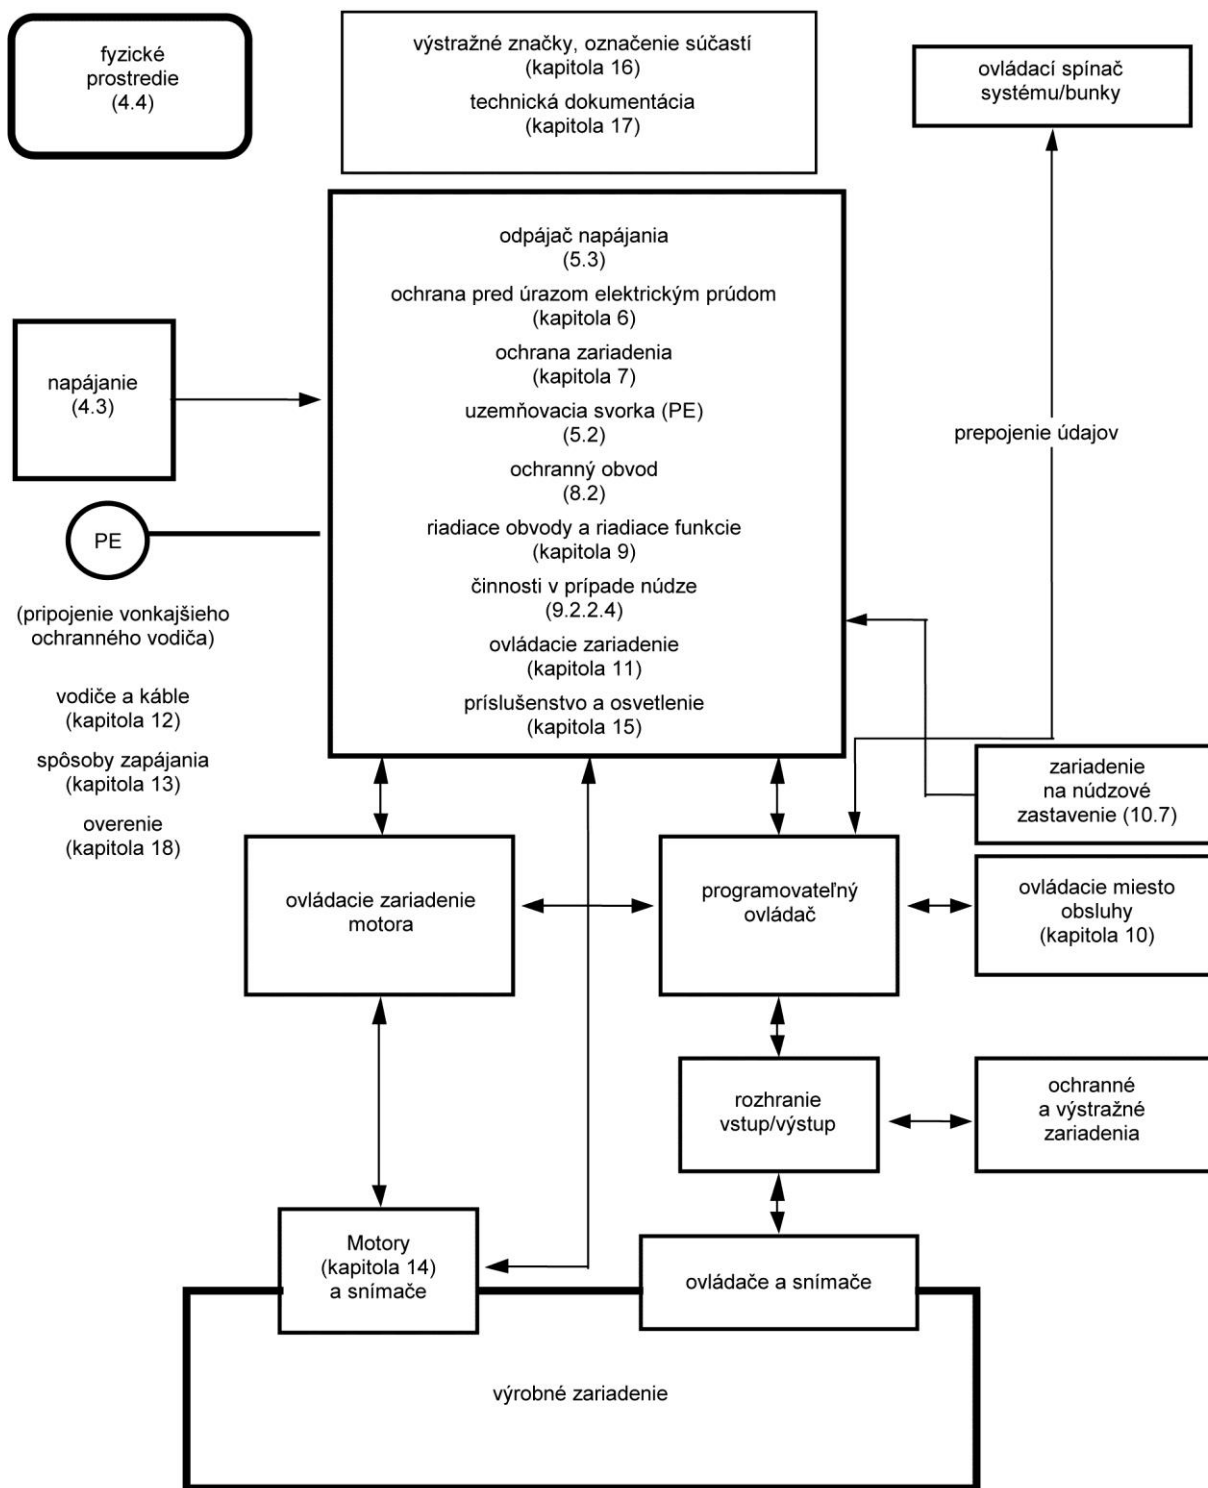 fyzické
prostredie
(4.4)
výstražné značky, označenie súčastí
(kapitola 16)
technická dokumentácia
(kapitola 17)
ovládací spínač
systému/bunky
odpájač napájania
(5.3)
ochrana pred úrazom elektrickým prúdom
(kapitola 6)
ochrana zariadenia
(kapitola 7)
uzemňovacia svorka (PE)
(5.2)
ochranný obvod
(8.2)
riadiace obvody a riadiace funkcie
(kapitola 9)
činnosti v prípade núdze
(9.2.2.4)
ovládacie zariadenie
(kapitola 11)
príslušenstvo a osvetlenie
(kapitola 15)
napájanie
(4.3)
prepojenie údajov
PE
(pripojenie vonkajšieho
ochranného vodiča)
vodiče a káble
(kapitola 12)
spôsoby zapájania
(kapitola 13)
overenie
(kapitola 18)
zariadenie
na núdzové
zastavenie (10.7)
ovládacie zariadenie
motora
programovateľný
ovládač
ovládacie miesto
obsluhy
(kapitola 10)
rozhranie
vstup/výstup
ochranné
a výstražné
zariadenia
Motory
(kapitola 14)
a snímače
ovládače a snímače
výrobné zariadenie